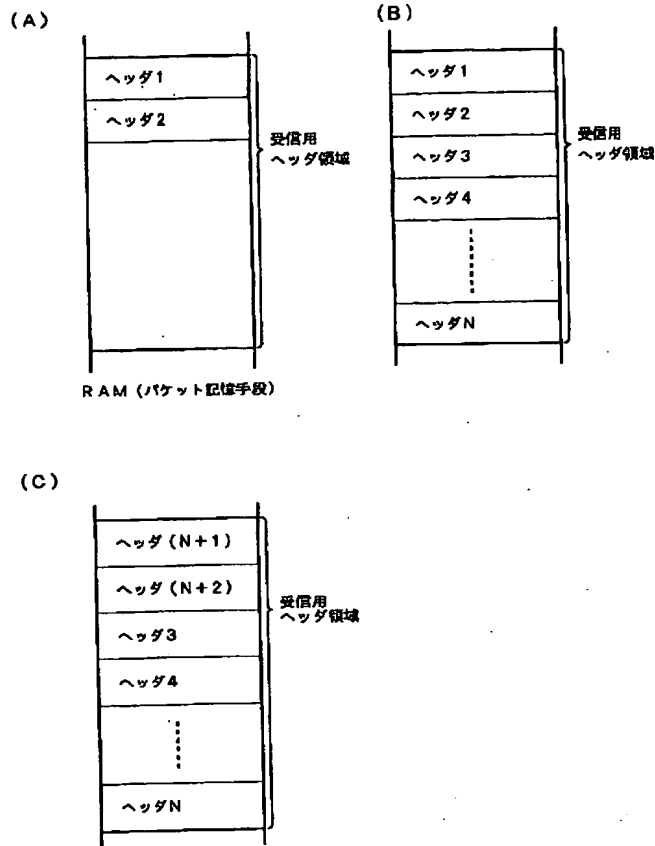 (A)
ヘッダ1
ヘッダ2
受信用
ヘッダ領域
RAM(パケット記憶手段)
(B)
ヘッダ1
ヘッダ2
ヘッダ3
ヘッダ4
ヘッダN
受信用
ヘッダ領域
(C)
ヘッダ(N+1)
ヘッダ(N+2)
ヘッダ3
ヘッダ4
ヘッダN
受信用
ヘッダ領域